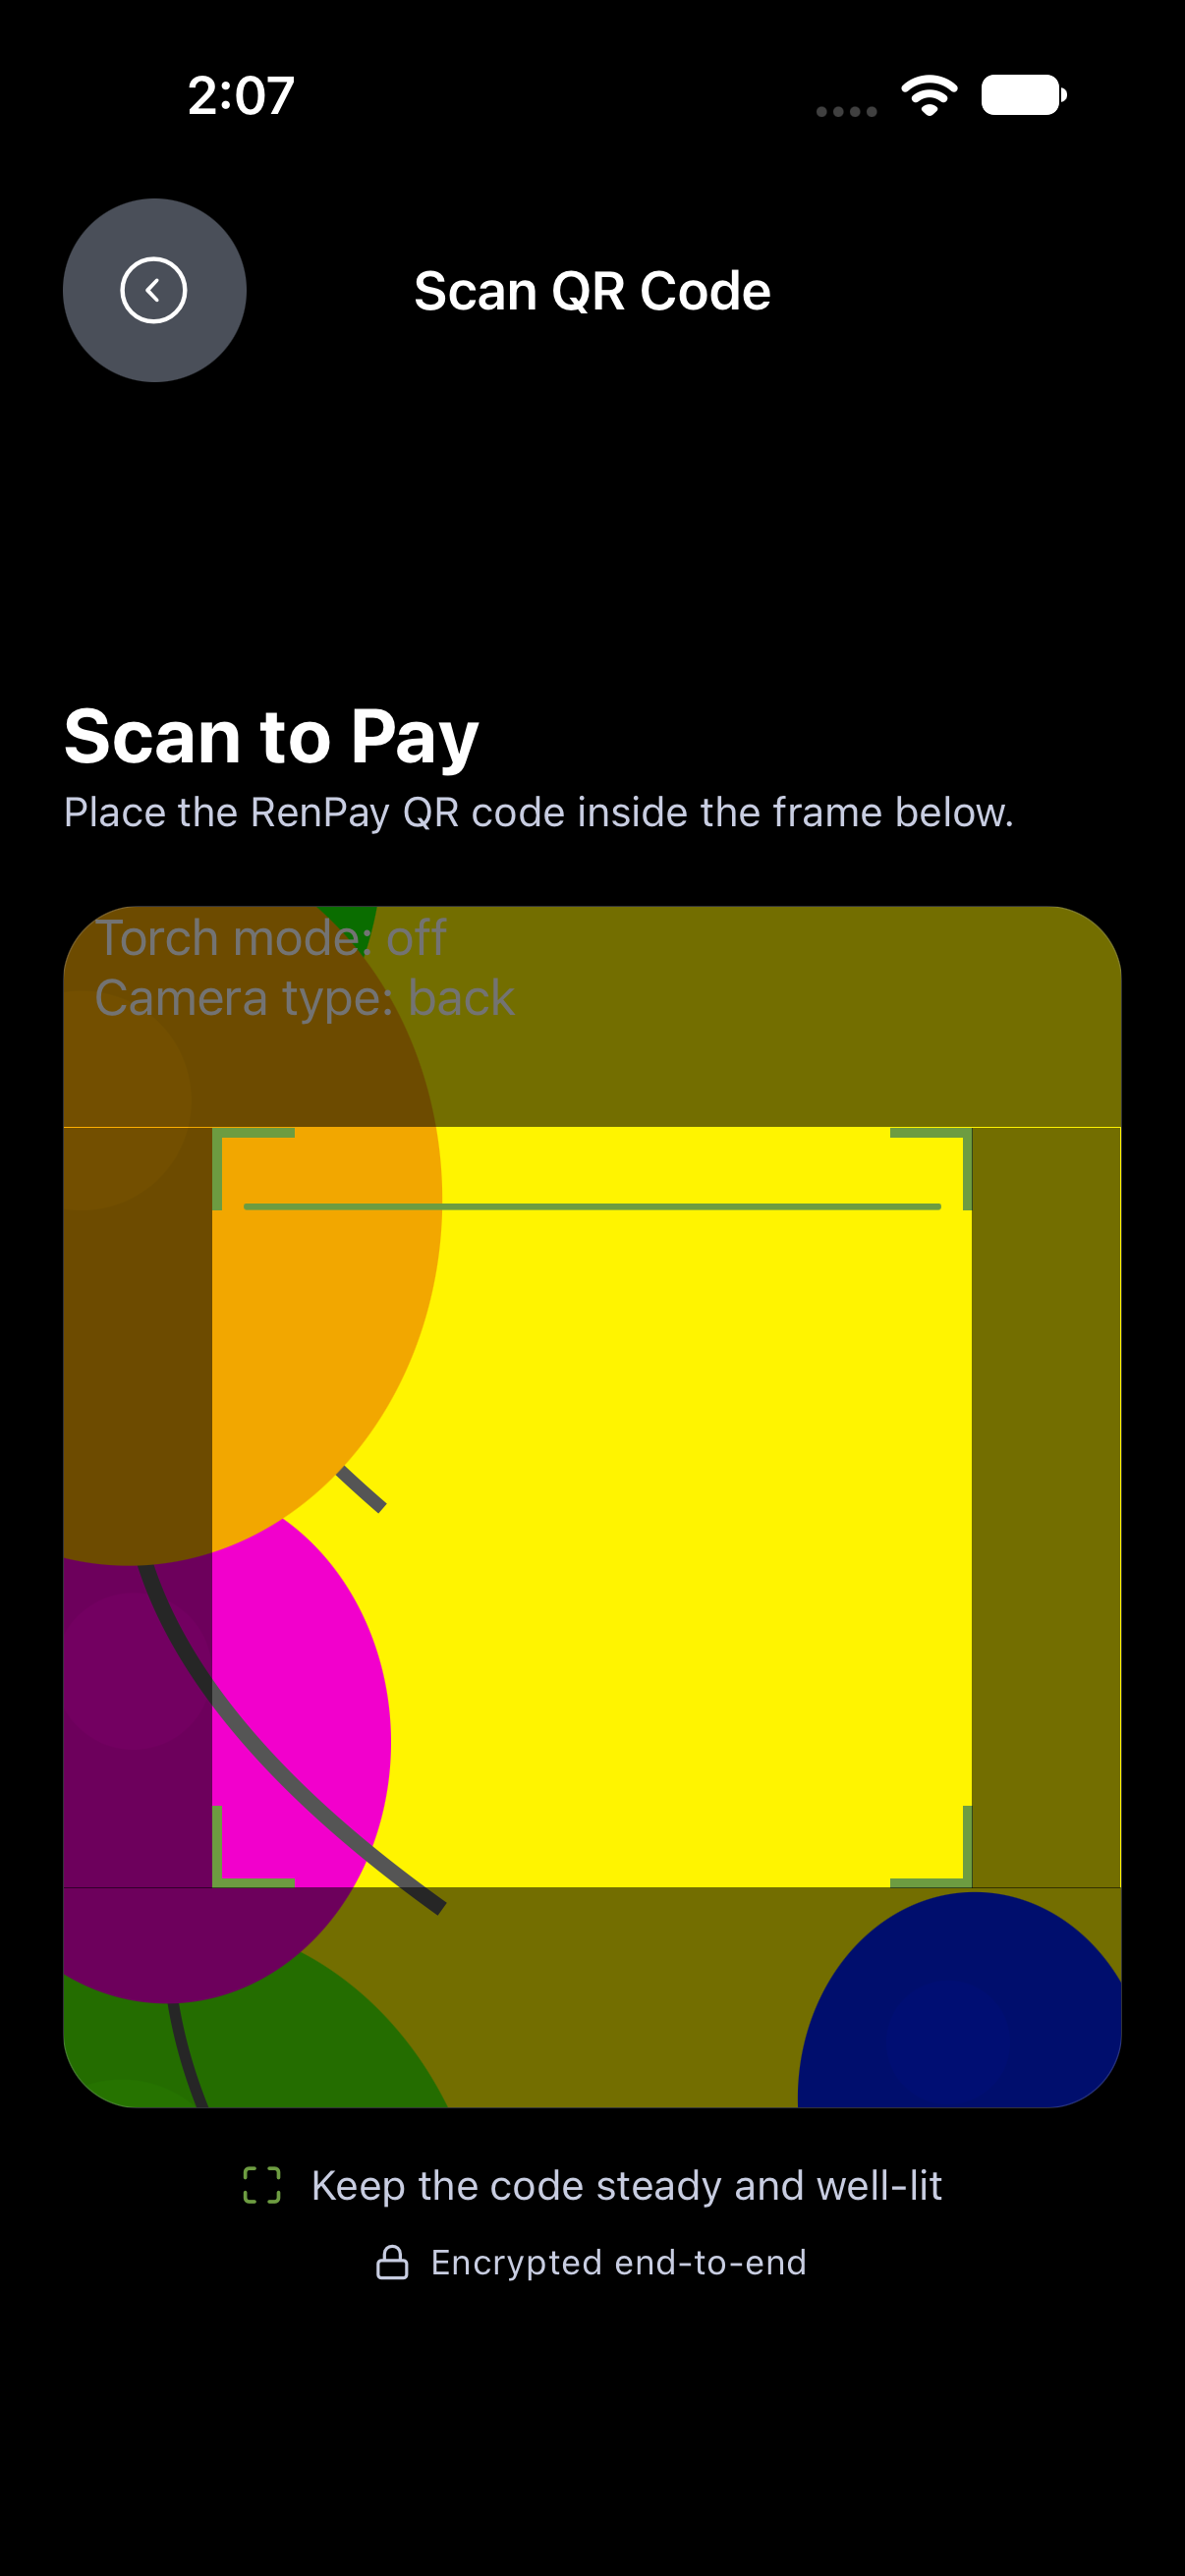 2:07
Scan QR Code
Scan to Pay
Place the RenPay QR code inside the frame below.
Torch mode: off
Camera type: back
Keep the code steady and well-lit
Encrypted end-to-end